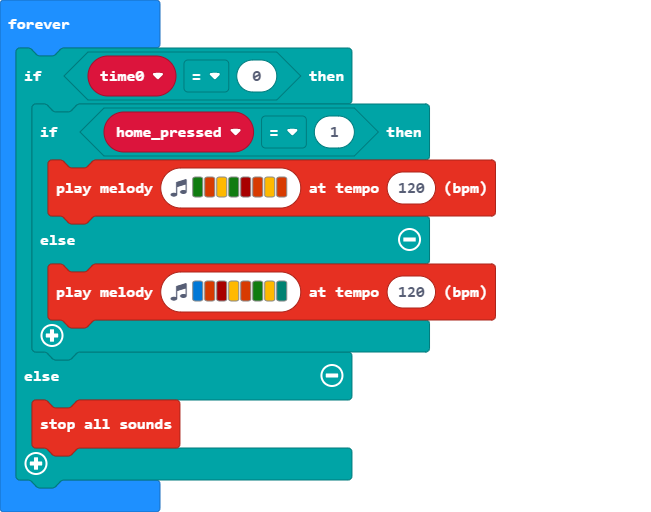 forever
if time0 = 0 then
if home_pressed = 1 then
play melody at tempo 120 (bpm)
else
play melody at tempo 120 (bpm)
else
stop all sounds